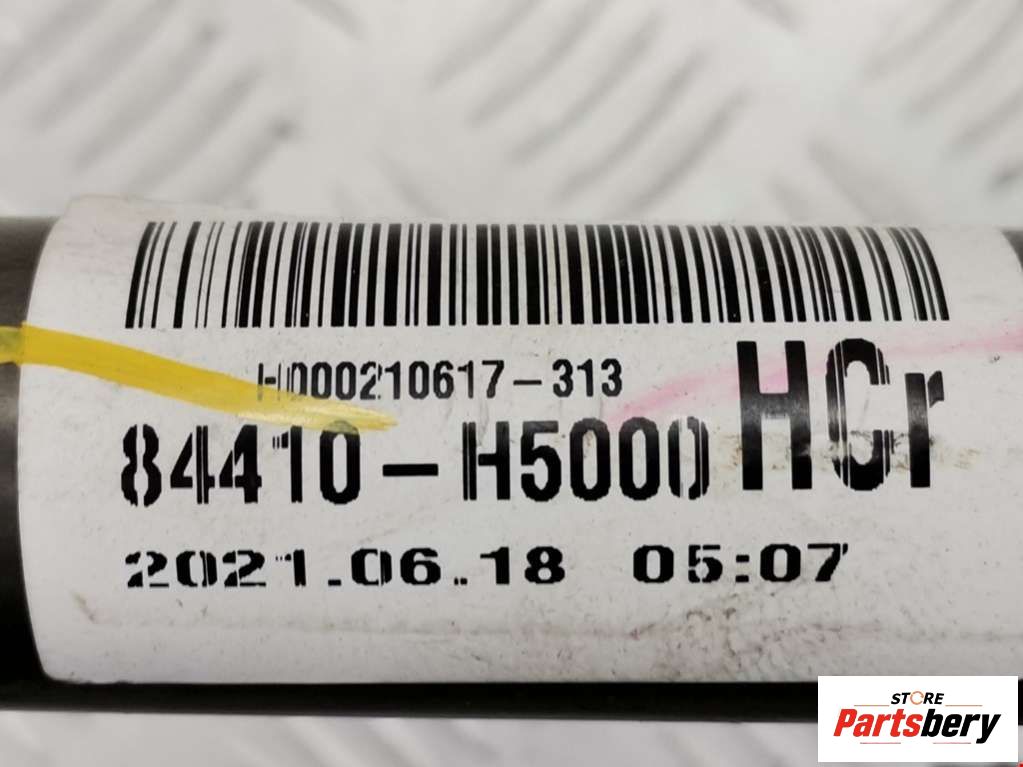 H000210617-313
84410-H5000 HCr
2021.06.18 05:07
STORE
Partsbery